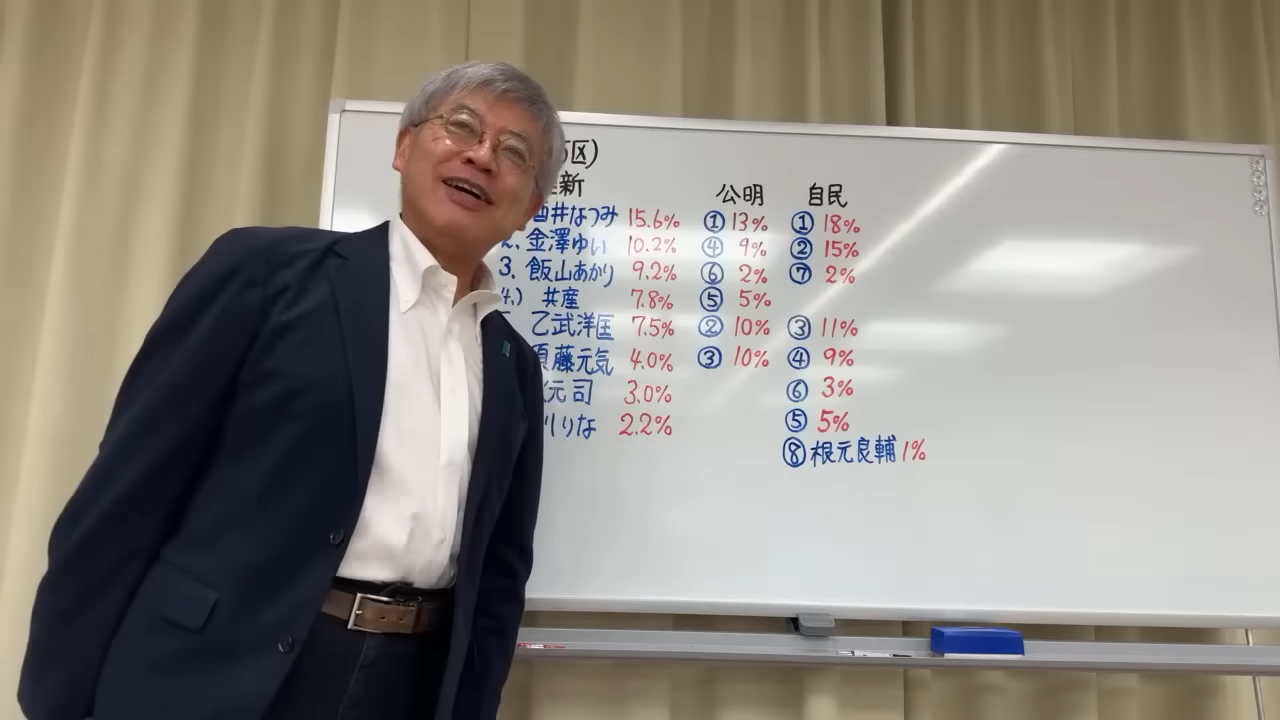 区)
新 公明 自民
酒井なつみ 15.6% ① 13% ① 18%
2. 金澤ゆい 10.2% ④ 9% ② 15%
3. 飯山あかり 9.2% ⑥ 2% ⑦ 2%
4.) 共産 7.8% ⑤ 5%
乙武洋匡 7.5% ② 10% ③ 11%
須藤元気 4.0% ③ 10% ④ 9%
元司 3.0% ⑥ 3%
りな 2.2% ⑤ 5%
⑧ 根元良輔 1%